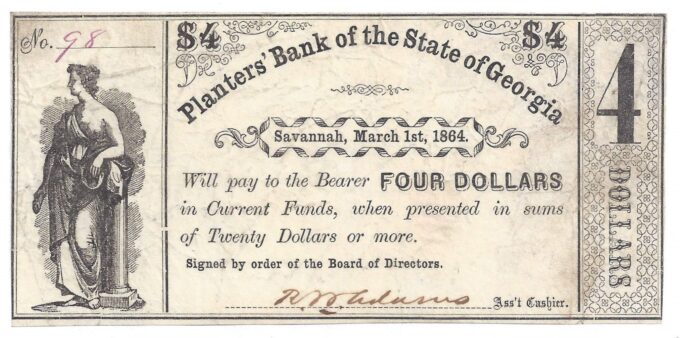 No. 98
$4 $4
Planters' Bank of the State of Georgia
Savannah, March 1st, 1864.
Will pay to the Bearer FOUR DOLLARS
in Current Funds, when presented in sums
of Twenty Dollars or more.
Signed by order of the Board of Directors.
R. W. Adams Ass't Cashier.
4
DOLLARS